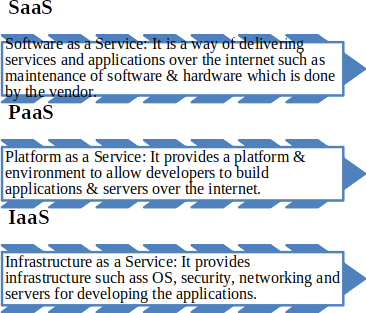 SaaS
Software as a Service: It is a way of delivering
services and applications over the internet such as
maintenance of software & hardware which is done
by the vendor.
PaaS
Platform as a Service: It provides a platform &
environment to allow developers to build
applications & servers over the internet.
IaaS
Infrastructure as a Service: It provides
infrastructure such ass OS, security, networking and
servers for developing the applications.